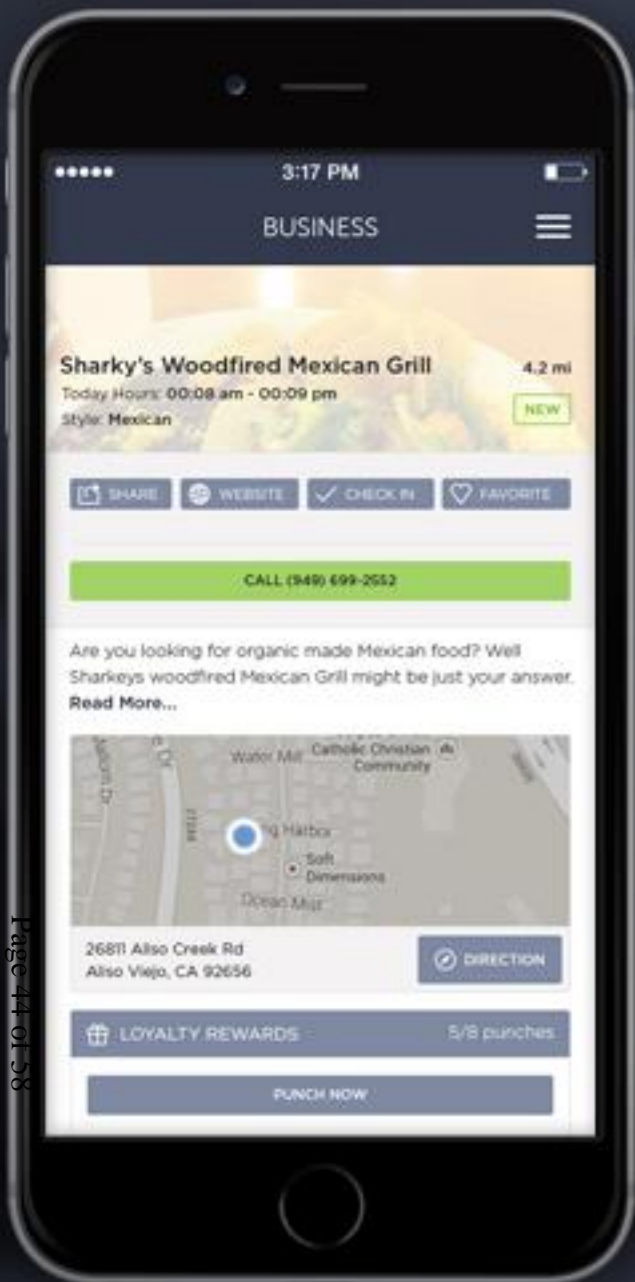 3:17 PM
BUSINESS
Sharky's Woodfired Mexican Grill
4.2 mi
Today Hours: 00:08 am - 00:09 pm
NEW
Style: Mexican
SHARE
WEBSITE
CHECK IN
FAVORITE
CALL (949) 699-2552
Are you looking for organic made Mexican food? Well
Sharkeys woodfired Mexican Grill might be just your answer.
Read More...
Water Mill
Catholic Christian
Community
Harbor
Soft
Dimensions
Ocean Mist
26811 Aliso Creek Rd
Aliso Viejo, CA 92656
DIRECTION
LOYALTY REWARDS
5/8 punches
PUNCH NOW
Page 44 of 58